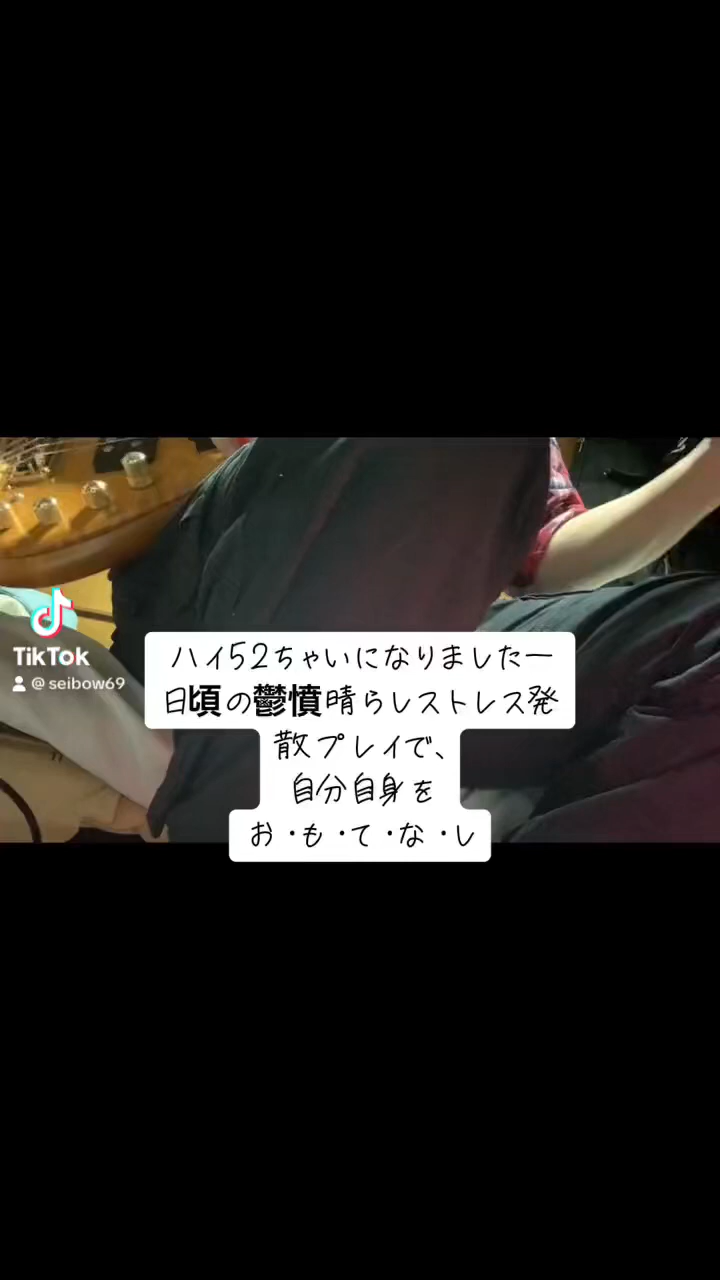 TikTok
@seibow69
ハイ52ちゃいになりましたー
日頃の鬱憤晴らしストレス発
散プレイで、
自分自身を
お・も・て・な・し